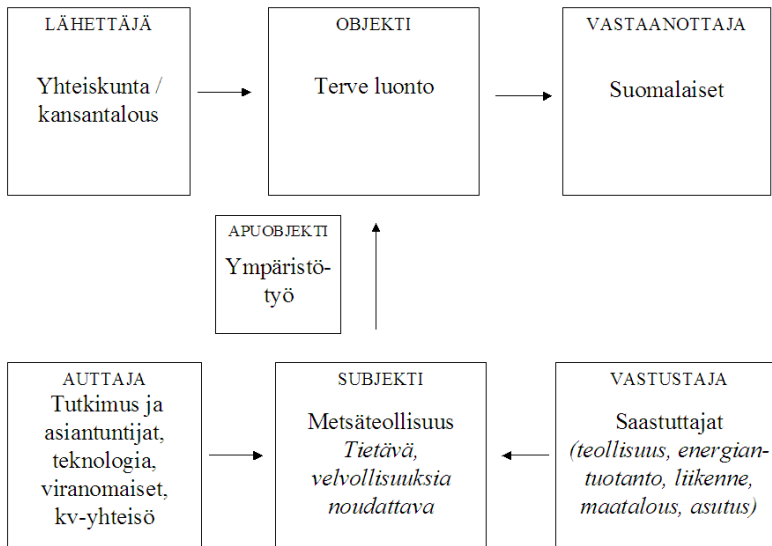 LÄHETTÄJÄ
Yhteiskunta /
kansantalous
OBJEKTI
Terve luonto
VASTAANOTTAJA
Suomalaiset
APUOBJEKTI
Ympäristö-
työ
AUTTAJA
Tutkimus ja
asiantuntijat,
teknologia,
viranomaiset,
kv-yhteisö
SUBJEKTI
Metsäteollisuus
Tietävä,
velvollisuuksia
noudattava
VASTUSTAJA
Saastuttajat
(teollisuus, energian-
tuotanto, liikenne,
maatalous, asutus)